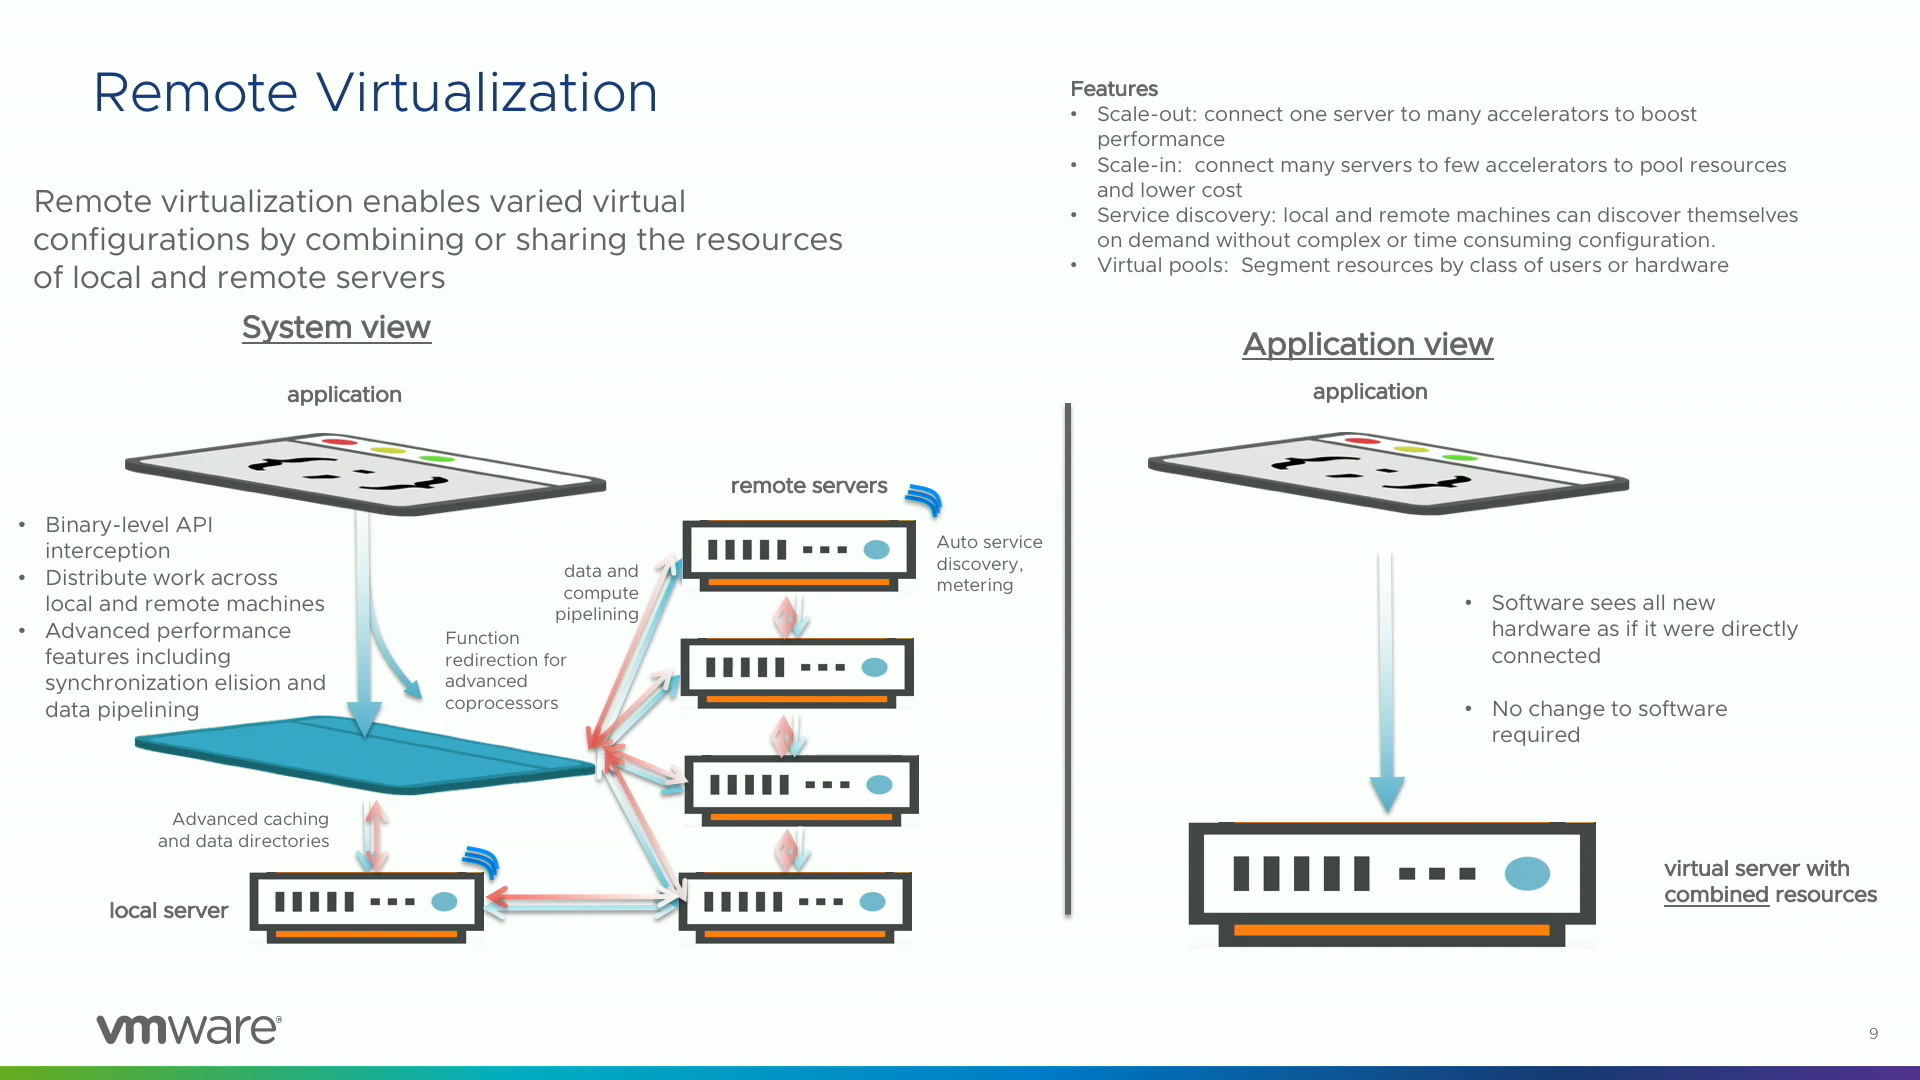 Remote Virtualization
Remote virtualization enables varied virtual
configurations by combining or sharing the resources
of local and remote servers
Features
• Scale-out: connect one server to many accelerators to boost
performance
• Scale-in:  connect many servers to few accelerators to pool resources
and lower cost
• Service discovery: local and remote machines can discover themselves
on demand without complex or time consuming configuration.
• Virtual pools:  Segment resources by class of users or hardware
System view
application
• Binary-level API
interception
• Distribute work across
local and remote machines
• Advanced performance
features including
synchronization elision and
data pipelining
Function
redirection for
advanced
coprocessors
data and
compute
pipelining
remote servers
Auto service
discovery,
metering
Advanced caching
and data directories
local server
Application view
application
• Software sees all new
hardware as if it were directly
connected
• No change to software
required
virtual server with
combined resources
vmware®
9